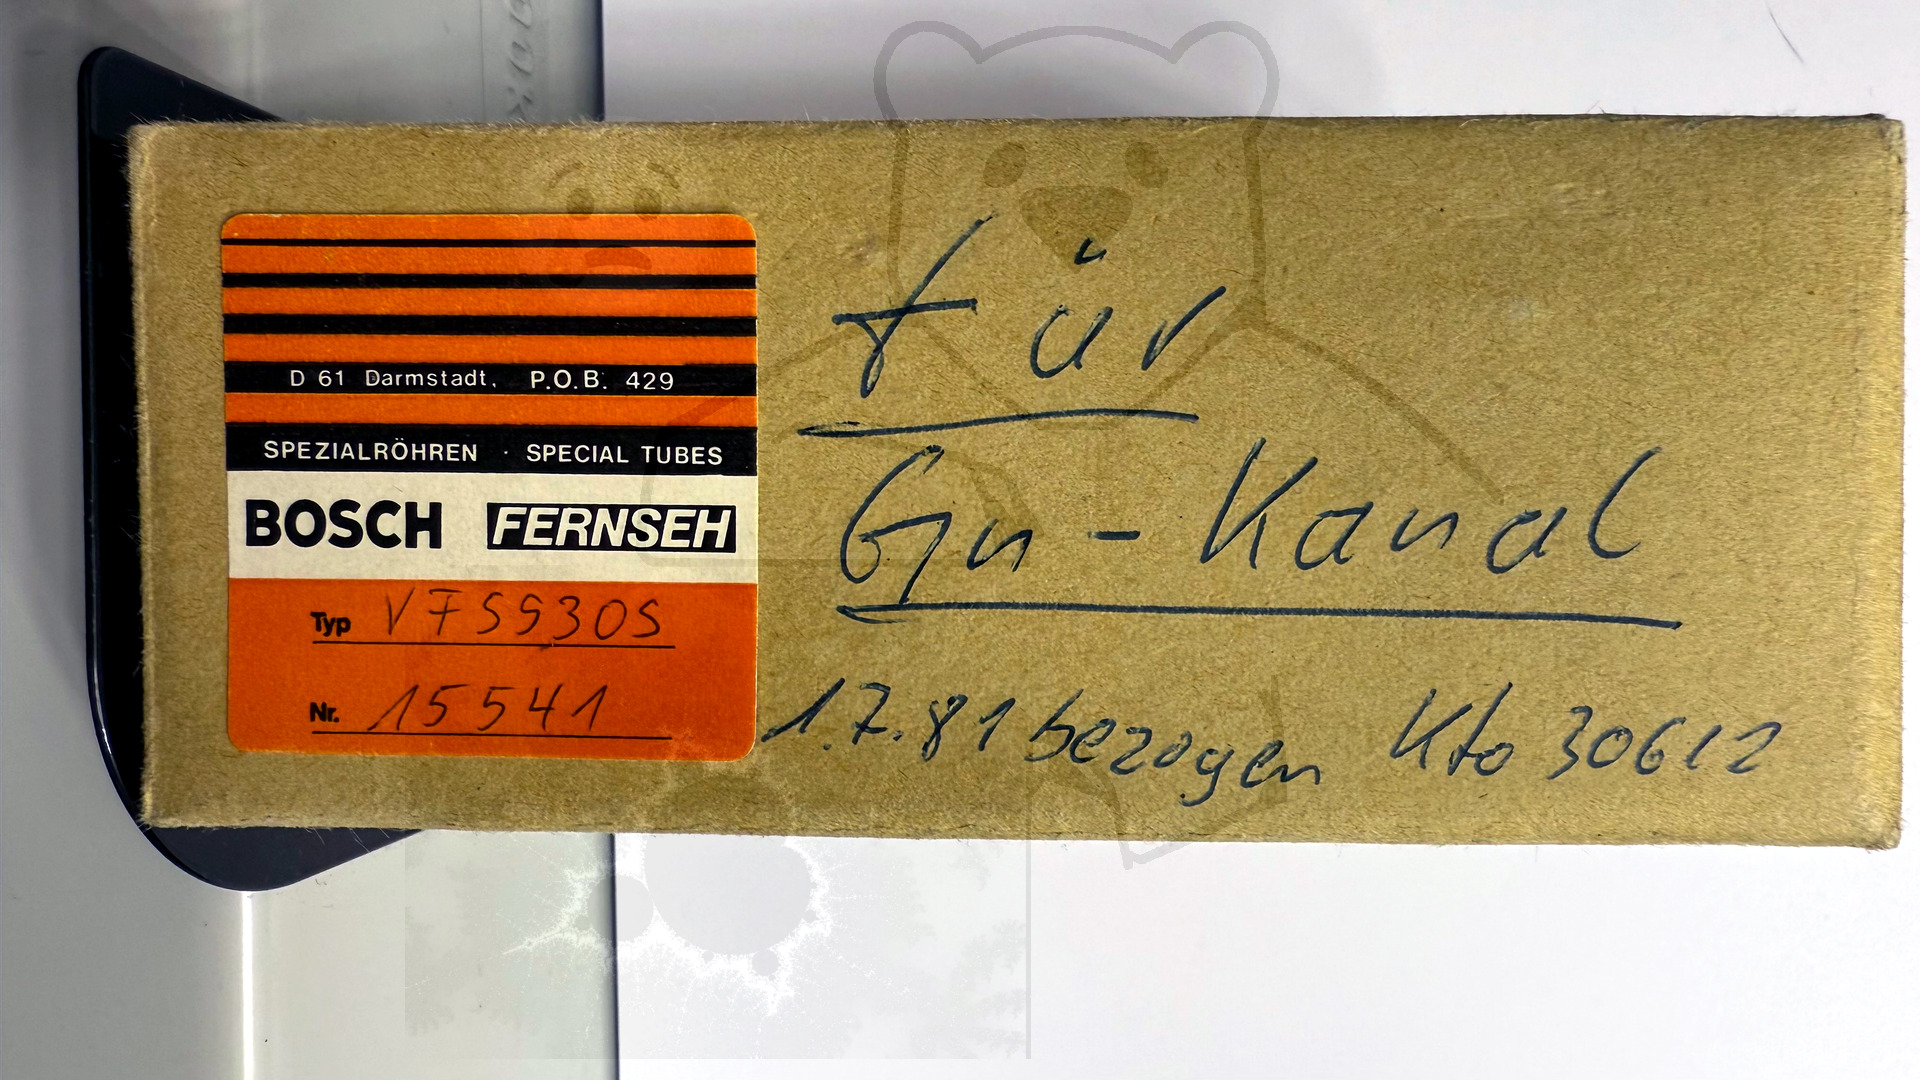 D 61 Darmstadt, P.O.B. 429
SPEZIALRÖHREN · SPECIAL TUBES
BOSCH FERNSEH
Typ
Nr. 15541
für
Gn-Kanal
1.7.81 bezogen Kto 30612